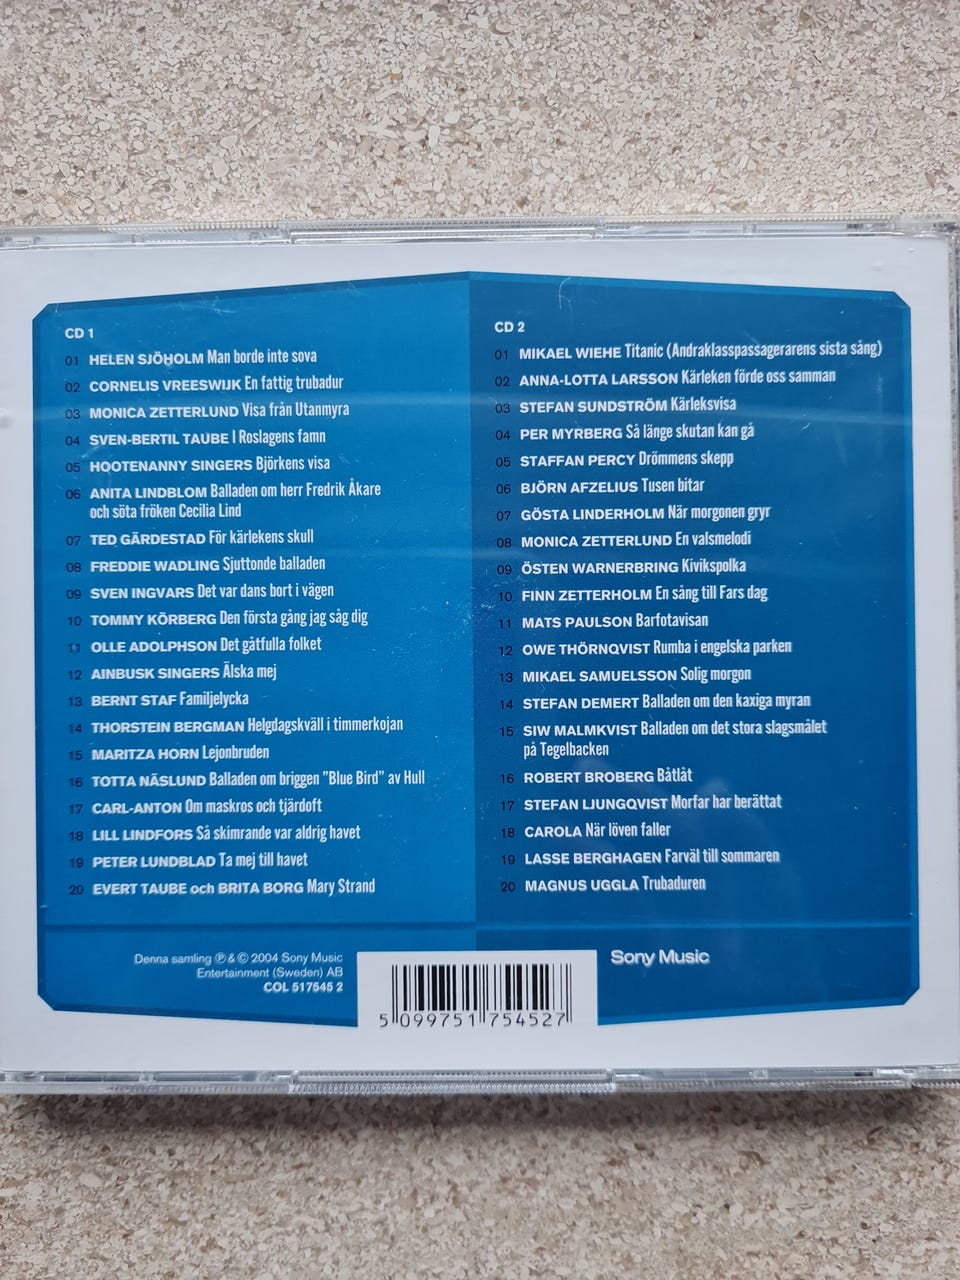 CD 1
01 HELEN SJÖHOLM Man borde inte sova
02 CORNELIS VREESWIJK En fattig trubadur
03 MONICA ZETTERLUND Visa från Utanmyra
04 SVEN-BERTIL TAUBE I Roslagens famn
05 HOOTENANNY SINGERS Björkens visa
06 ANITA LINDBLOM Balladen om herr Fredrik Åkare
och söta fröken Cecilia Lind
07 TED GÄRDESTAD För kärlekens skull
08 FREDDIE WADLING Sjuttonde balladen
09 SVEN INGVARS Det var dans bort i vägen
10 TOMMY KÖRBERG Den första gång jag såg dig
11 OLLE ADOLPHSON Det gåtfulla folket
12 AINBUSK SINGERS Älska mej
13 BERNT STAF Familjelycka
14 THORSTEIN BERGMAN Helgdagskväll i timmerkojan
15 MARITZA HORN Lejonbruden
16 TOTTA NÄSLUND Balladen om briggen "Blue Bird" av Hull
17 CARL-ANTON Om maskros och tjärdoft
18 LILL LINDFORS Så skimrande var aldrig havet
19 PETER LUNDBLAD Ta mej till havet
20 EVERT TAUBE och BRITA BORG Mary Strand
CD 2
01 MIKAEL WIEHE Titanic (Andraklasspassagerarens sista sång)
02 ANNA-LOTTA LARSSON Kärleken förde oss samman
03 STEFAN SUNDSTRÖM Kärleksvisa
04 PER MYRBERG Så länge skutan kan gå
05 STAFFAN PERCY Drömmens skepp
06 BJÖRN AFZELIUS Tusen bitar
07 GÖSTA LINDERHOLM När morgonen gryr
08 MONICA ZETTERLUND En valsmelodi
09 ÖSTEN WARNERBRING Kivikspolka
10 FINN ZETTERHOLM En sång till Fars dag
11 MATS PAULSON Barfotavisan
12 OWE THÖRNQVIST Rumba i engelska parken
13 MIKAEL SAMUELSSON Solig morgon
14 STEFAN DEMERT Balladen om den kaxiga myran
15 SIW MALMKVIST Balladen om det stora slagsmålet
på Tegelbacken
16 ROBERT BROBERG Båtlåt
17 STEFAN LJUNGQVIST Morfar har berättat
18 CAROLA När löven faller
19 LASSE BERGHAGEN Farväl till sommaren
20 MAGNUS UGGLA Trubaduren
Denna samling ℗ & © 2004 Sony Music
Entertainment (Sweden) AB
COL 517545 2
5 099751 754527
Sony Music